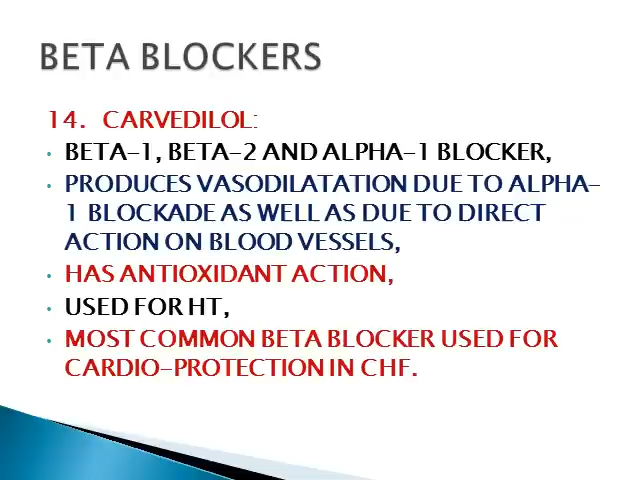 BETA BLOCKERS
14. CARVEDILOL:
• BETA-1, BETA-2 AND ALPHA-1 BLOCKER,
• PRODUCES VASODILATATION DUE TO ALPHA-
1 BLOCKADE AS WELL AS DUE TO DIRECT
ACTION ON BLOOD VESSELS,
• HAS ANTIOXIDANT ACTION,
• USED FOR HT,
• MOST COMMON BETA BLOCKER USED FOR
CARDIO-PROTECTION IN CHF.